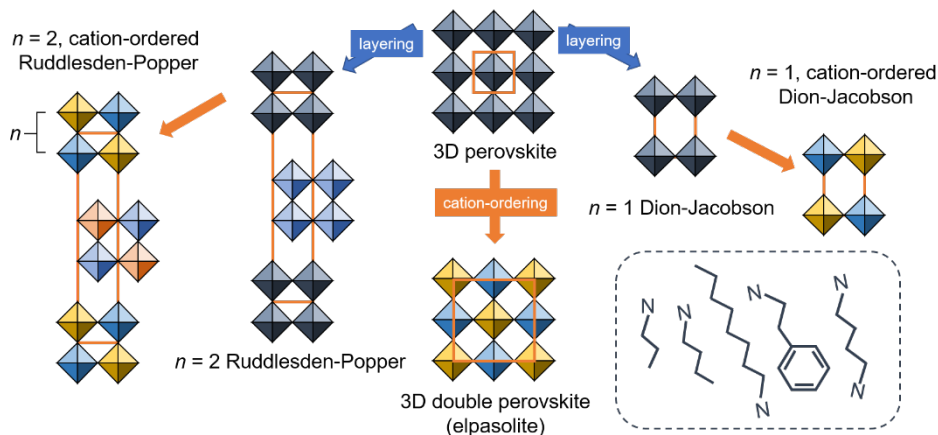 n = 2, cation-ordered
Ruddlesden-Popper
n
layering
layering
3D perovskite
cation-ordering
n = 1, cation-ordered
Dion-Jacobson
n = 1 Dion-Jacobson
n = 2 Ruddlesden-Popper
3D double perovskite
(elpasolite)
N
N
N
N
N
N